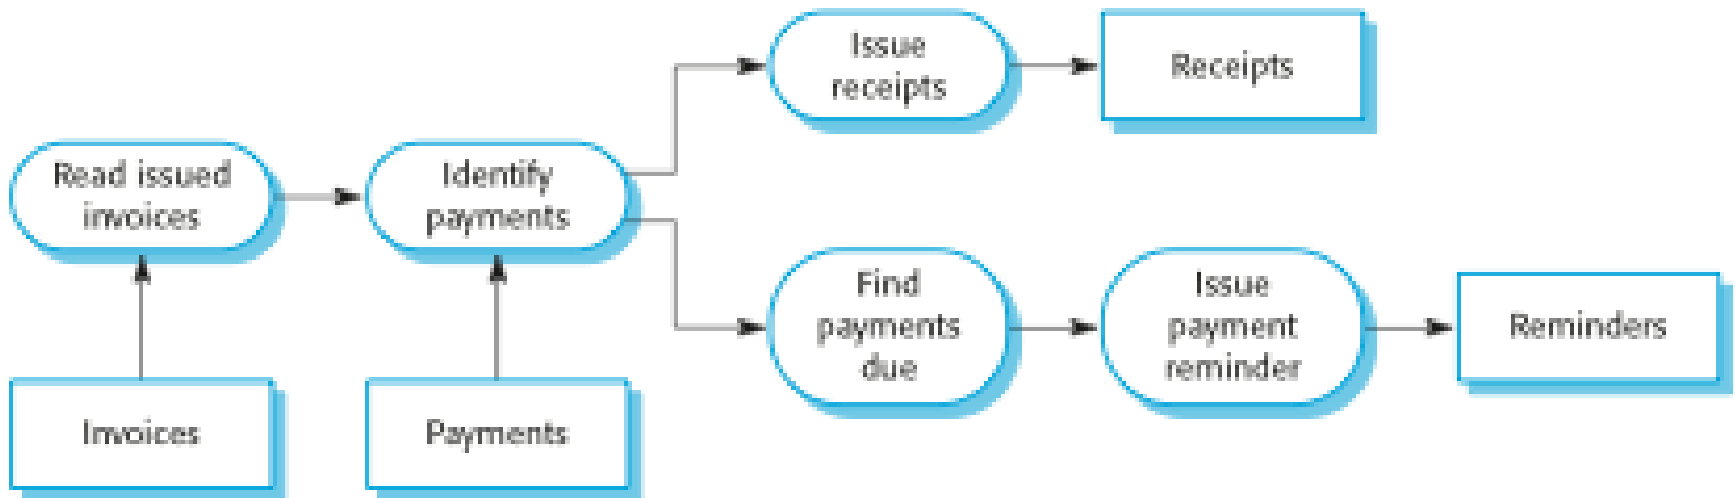 Issue
receipts
Receipts
Read issued
invoices
Identify
payments
Find
payments
due
Issue
payment
reminder
Reminders
Invoices
Payments